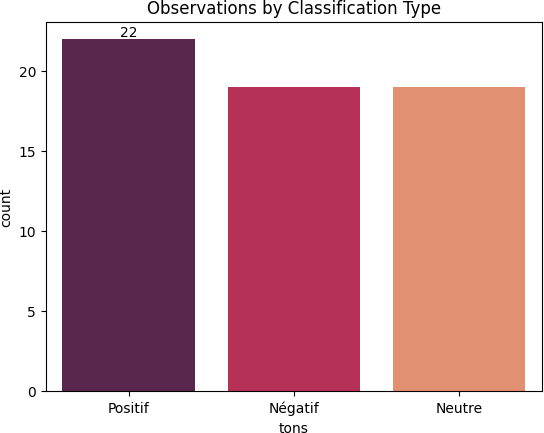 Observations by Classification Type
22
20
15
10
5
0
count
Positif
Négatif
Neutre
tons